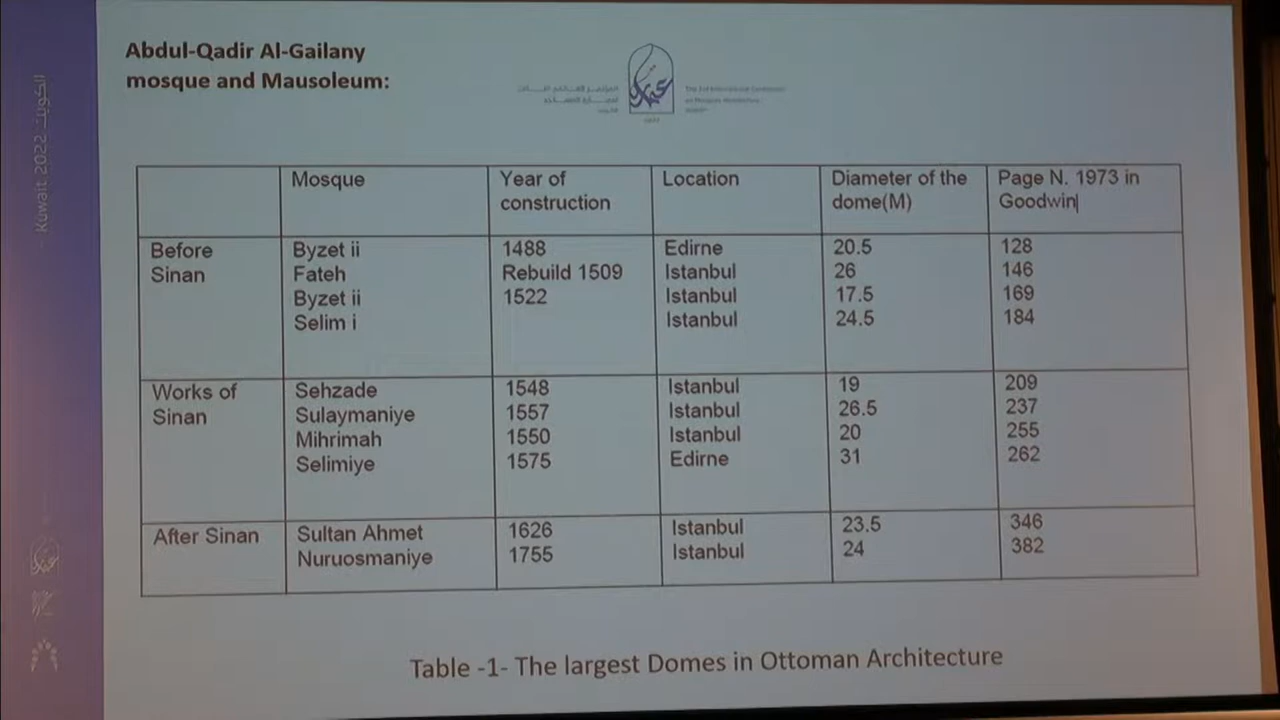 Abdul-Qadir Al-Gailany
mosque and Mausoleum:
الكويت 2022 Kuwait
Mosque	Year of construction	Location	Diameter of the dome(M)	Page N. 1973 in Goodwin
Before Sinan
Byzet ii	1488	Edirne	20.5	128
Fateh	Rebuild 1509	Istanbul	26	146
Byzet ii	1522	Istanbul	17.5	169
Selim i	Istanbul	24.5	184
Works of Sinan
Sehzade	1548	Istanbul	19	209
Sulaymaniye	1557	Istanbul	26.5	237
Mihrimah	1550	Istanbul	20	255
Selimiye	1575	Edirne	31	262
After Sinan
Sultan Ahmet	1626	Istanbul	23.5	346
Nuruosmaniye	1755	Istanbul	24	382
Table -1- The largest Domes in Ottoman Architecture